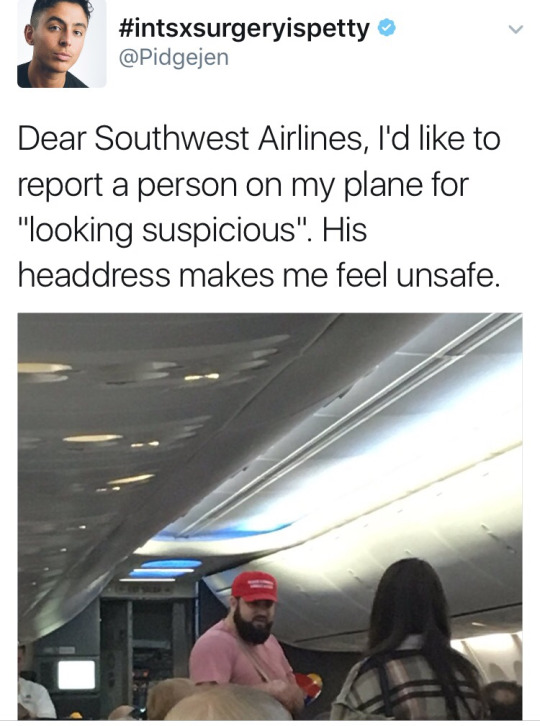 #intsxsurgeryispetty
@Pidgejen
Dear Southwest Airlines, I'd like to
report a person on my plane for
"looking suspicious". His
headdress makes me feel unsafe.